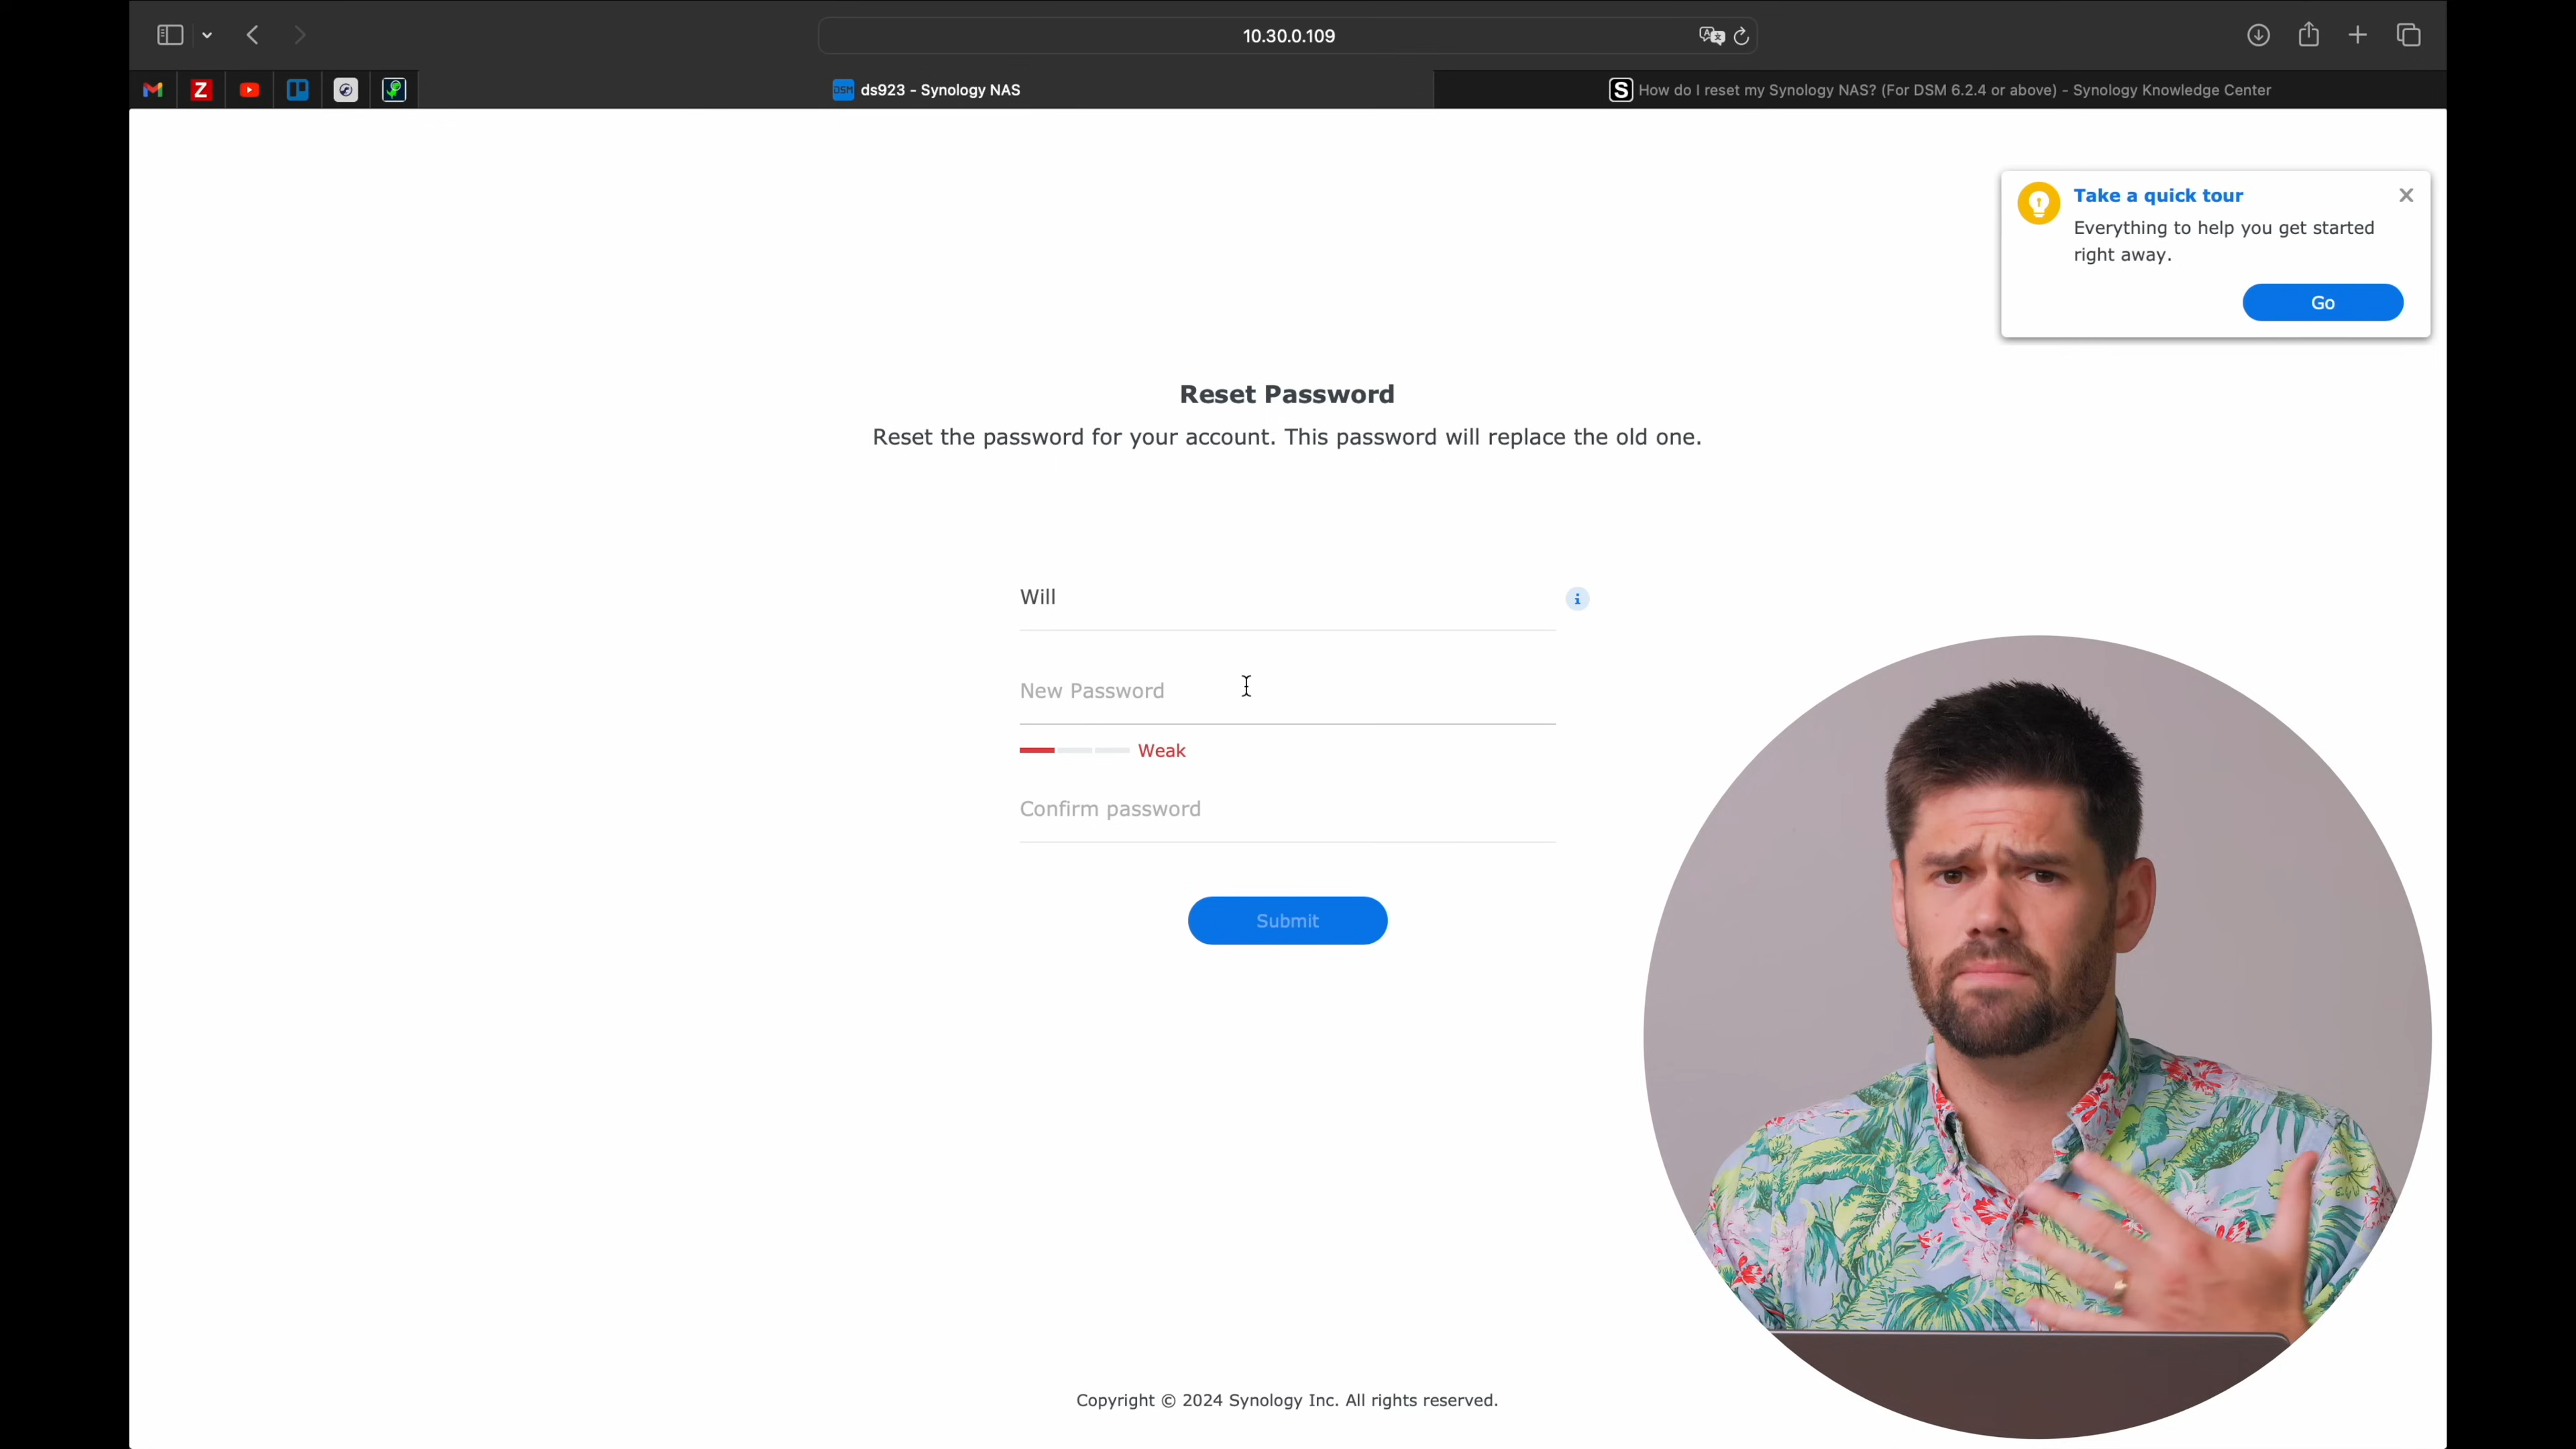 10.30.0.109
Z
DSM ds923 - Synology NAS
S How do I reset my Synology NAS? (For DSM 6.2.4 or above) - Synology Knowledge Center
Take a quick tour
Everything to help you get started
right away.
Go
Reset Password
Reset the password for your account. This password will replace the old one.
Will
New Password
Weak
Confirm password
Submit
Copyright © 2024 Synology Inc. All rights reserved.